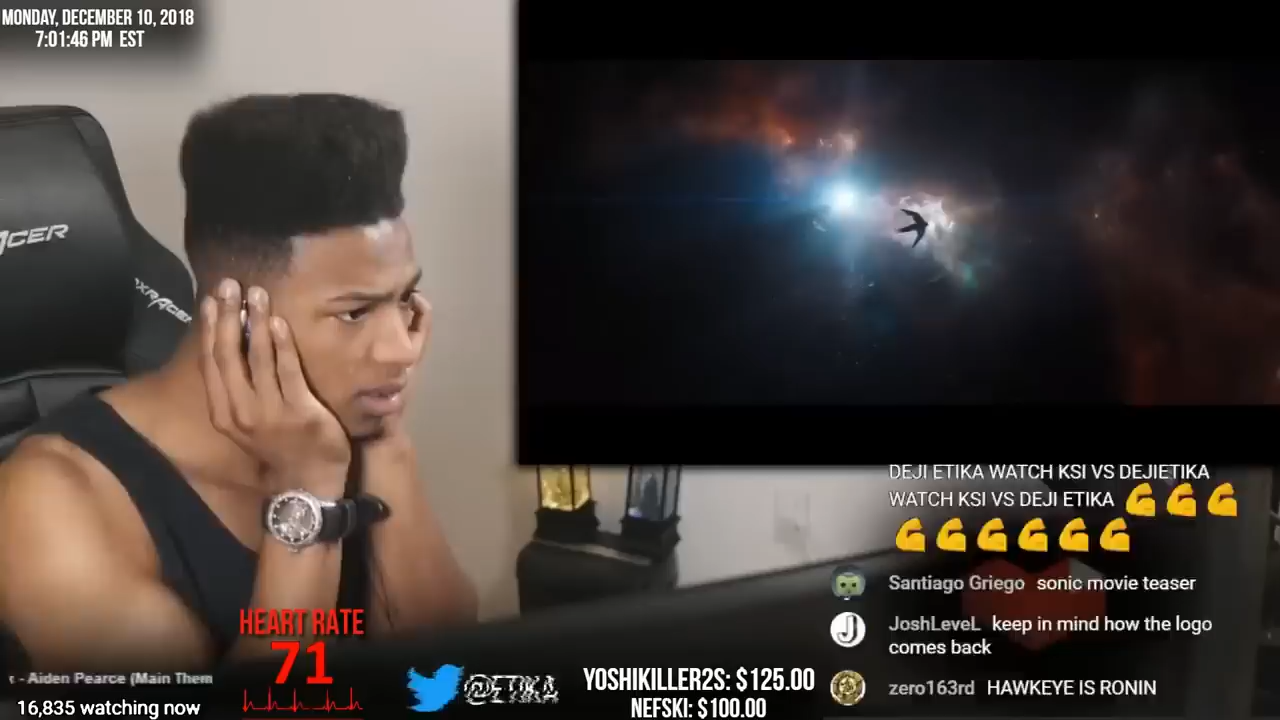 MONDAY, DECEMBER 10, 2018
7:01:46 PM EST
ACER
DXRACER
DEJI ETIKA WATCH KSI VS DEJIETIKA
WATCH KSI VS DEJI ETIKA 💪💪💪
💪💪💪💪💪💪
Santiago Griego sonic movie teaser
JoshLeveL keep in mind how the logo
comes back
zero163rd HAWKEYE IS RONIN
HEART RATE
71
- Aiden Pearce (Main Them
16,835 watching now
@ETIKA
YOSHIKILLER2S: $125.00
NEFSKI: $100.00